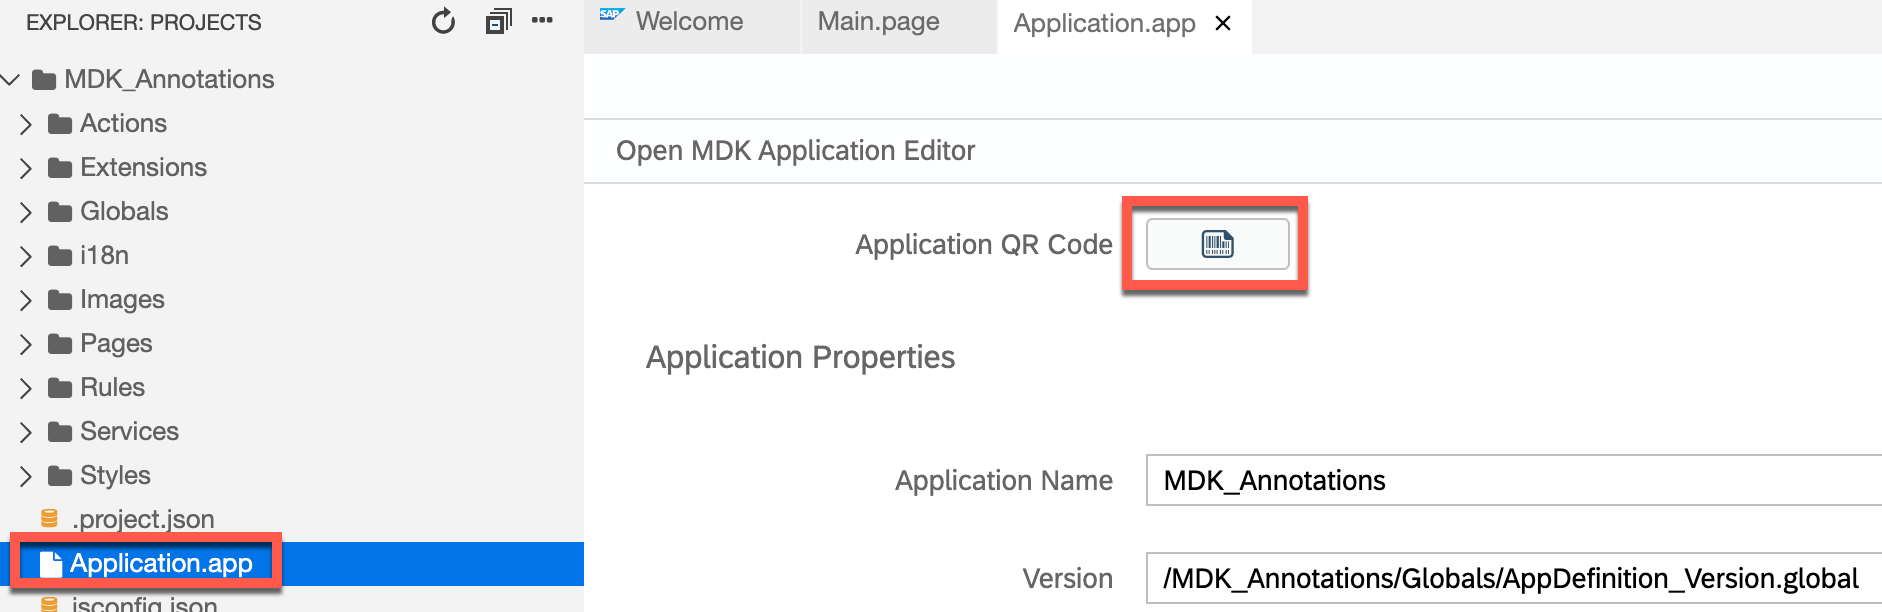 EXPLORER: PROJECTS
MDK_Annotations
Actions
Extensions
Globals
i18n
Images
Pages
Rules
Services
Styles
.project.json
Application.app
jsconfig.json
SAP Welcome
Main.page
Application.app
Open MDK Application Editor
Application QR Code
Application Properties
Application Name MDK_Annotations
Version /MDK_Annotations/Globals/AppDefinition_Version.global